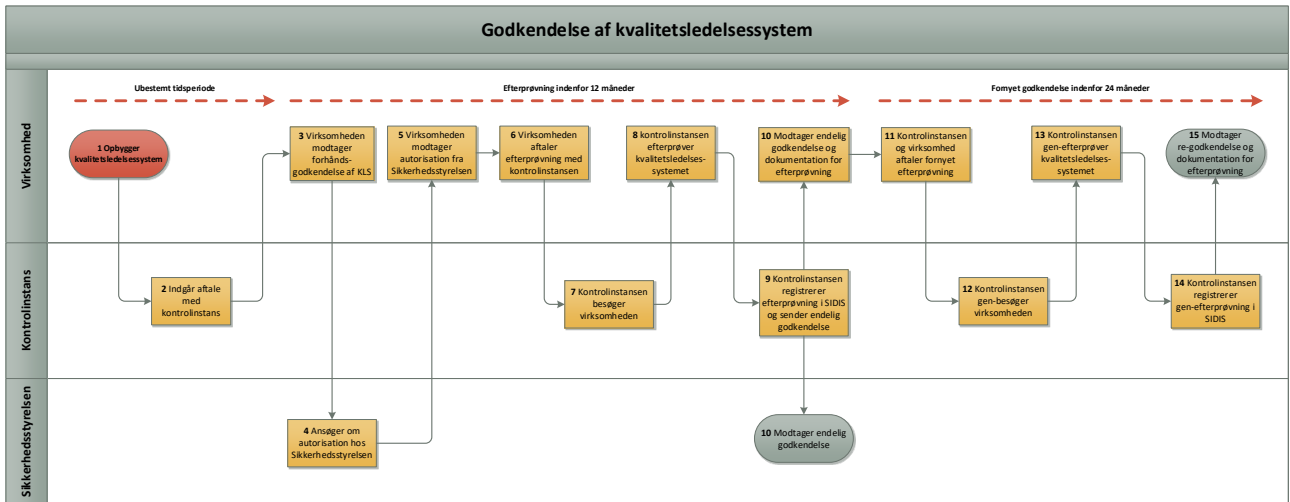 Godkendelse af kvalitetsledelsessystem
Virksomhed
Ubestemt tidsperiode
Efterprøvning indenfor 12 måneder
Fornyet godkendelse indenfor 24 måneder
1 Opbygger
kvalitetsledelsessystem
3 Virksomheden
modtager
forhånds-
godkendelse af KLS
5 Virksomheden
modtager
autorisation fra
Sikkerhedsstyrelsen
6 Virksomheden
aftaler
efterprøvning med
kontrolinstansen
8 kontrolinstansen
efterprøver
kvalitetsledelses-
systemet
10 Modtager endelig
godkendelse og
dokumentation for
efterprøvning
11 Kontrolinstansen
og virksomhed
aftaler fornyet
efterprøvning
13 Kontrolinstansen
gen-efterprøver
kvalitetsledelses-
systemet
15 Modtager
re-godkendelse og
dokumentation for
efterprøvning
Kontrolinstans
2 Indgår aftale
med
kontrolinstans
7 Kontrolinstansen
besøger
virksomheden
9 Kontrolinstansen
registrerer
efterprøvning i SIDIS
og sender endelig
godkendelse
12 Kontrolinstansen
gen-besøger
virksomheden
14 Kontrolinstansen
registrerer
gen-efterprøvning i
SIDIS
Sikkerhedsstyrelsen
4 Ansøger om
autorisation hos
Sikkerhedsstyrelsen
10 Modtager endelig
godkendelse